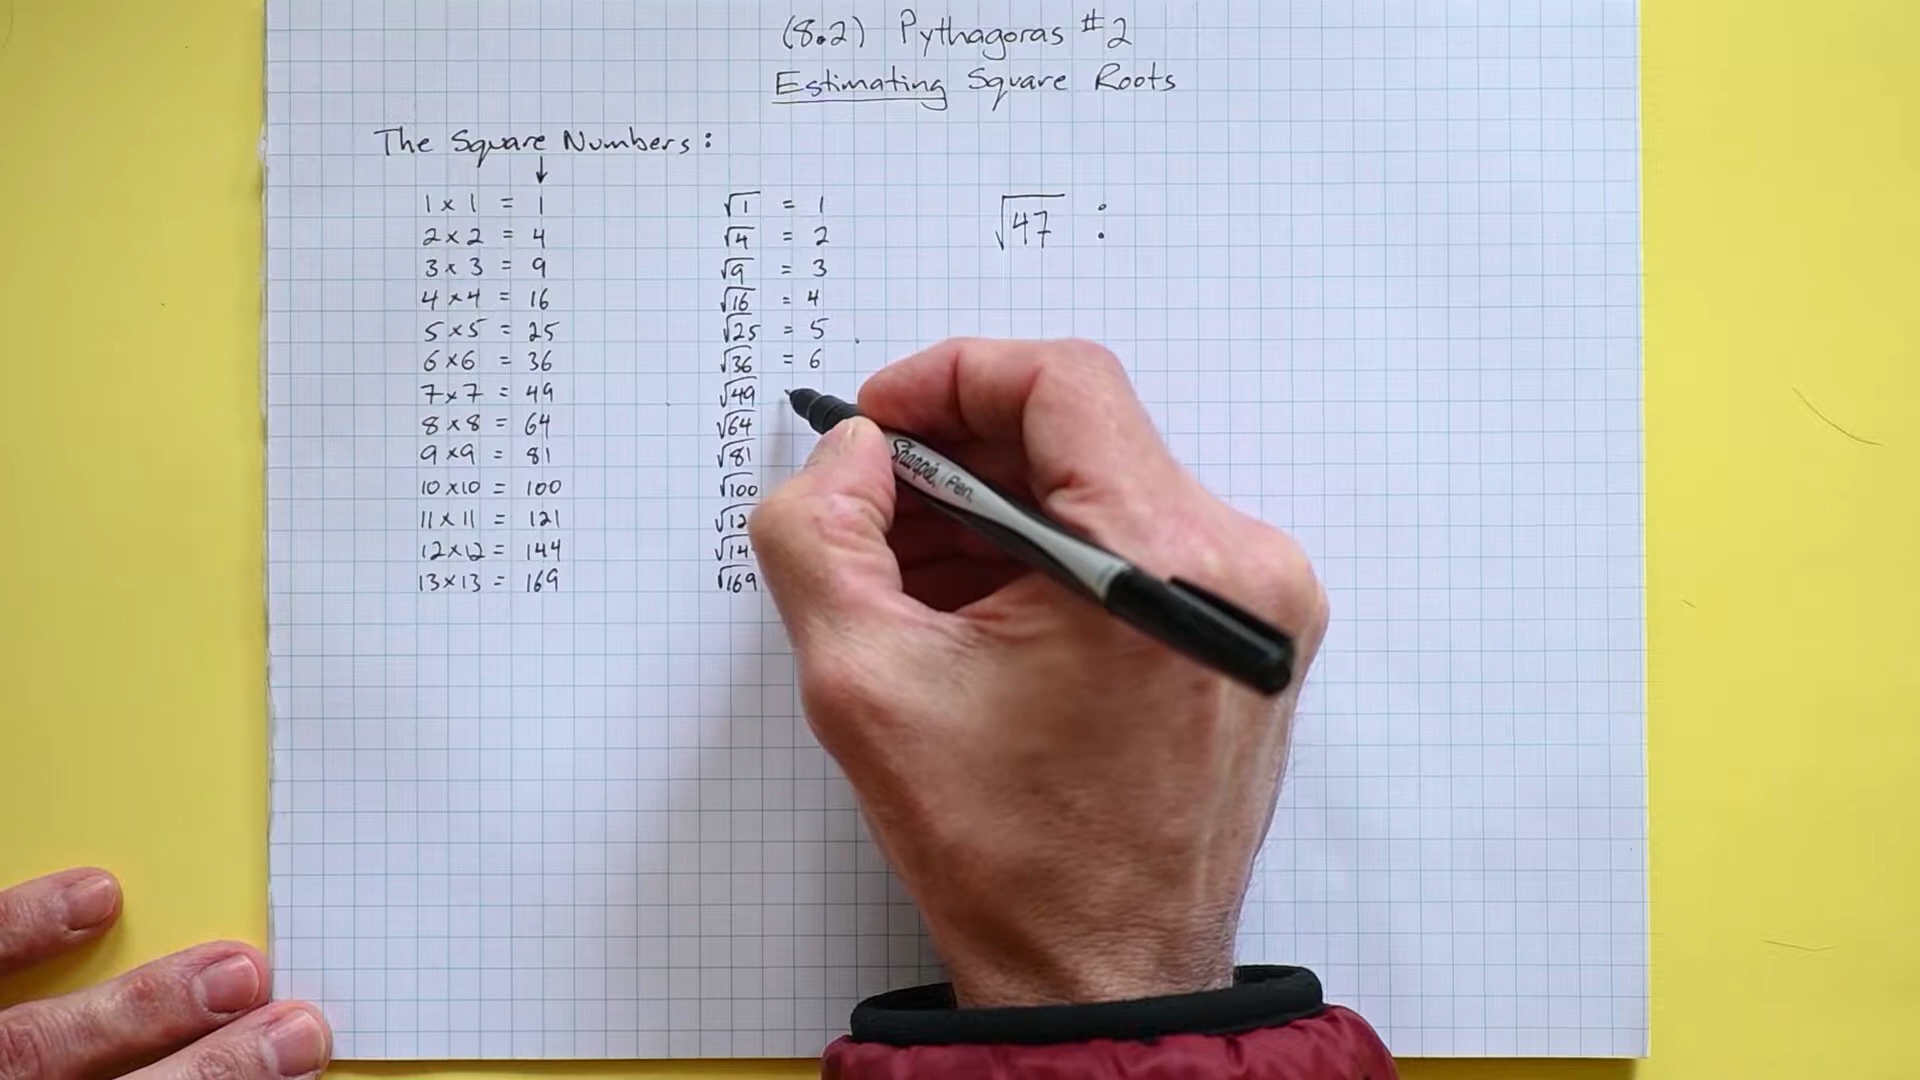 (8.2) Pythagoras #2
Estimating Square Roots
The Square Numbers:
↓
1 x 1 = 1
2 x 2 = 4
3 x 3 = 9
4 x 4 = 16
5 x 5 = 25
6 x 6 = 36
7 x 7 = 49
8 x 8 = 64
9 x 9 = 81
10 x 10 = 100
11 x 11 = 121
12 x 12 = 144
13 x 13 = 169
√1 = 1
√4 = 2
√9 = 3
√16 = 4
√25 = 5
√36 = 6
√49
√64
√81
√100
√12
√14
√169
√47 :
Sharpie Pen